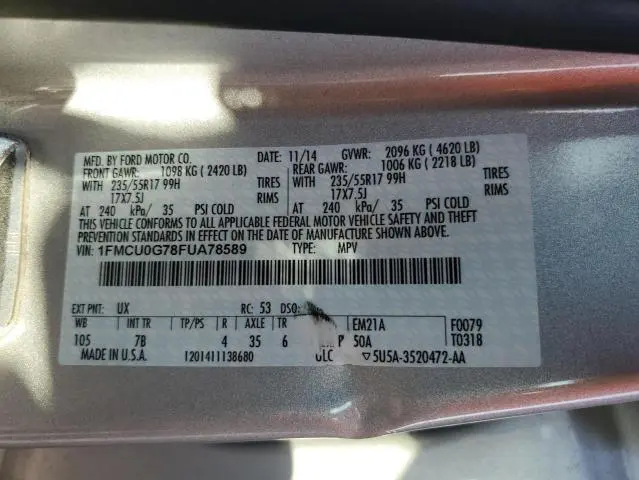 MFD. BY FORD MOTOR CO. DATE: 11/14 GVWR: 2096 KG ( 4620 LB)
FRONT GAWR: 1098 KG ( 2420 LB) REAR GAWR: 1006 KG ( 2218 LB)
WITH 235/55R17 99H TIRES WITH 235/55R17 99H TIRES
17X7.5J RIMS 17X7.5J RIMS
AT 240 kPa/ 35 PSI COLD AT 240 kPa/ 35 PSI COLD
THIS VEHICLE CONFORMS TO ALL APPLICABLE FEDERAL MOTOR VEHICLE SAFETY AND THEFT
PREVENTION STANDARDS IN EFFECT ON THE DATE OF MANUFACTURE SHOWN ABOVE.
VIN: 1FMCU0G78FUA78589 TYPE: MPV
EXT PNT: UX RC: 53 DSO:
WB INT TR TP/PS R AXLE TR EM21A F0079
105 7B 4 35 6 P 50A T0318
MADE IN U.S.A. 1201411138680 ULC ▽5U5A-3520472-AA